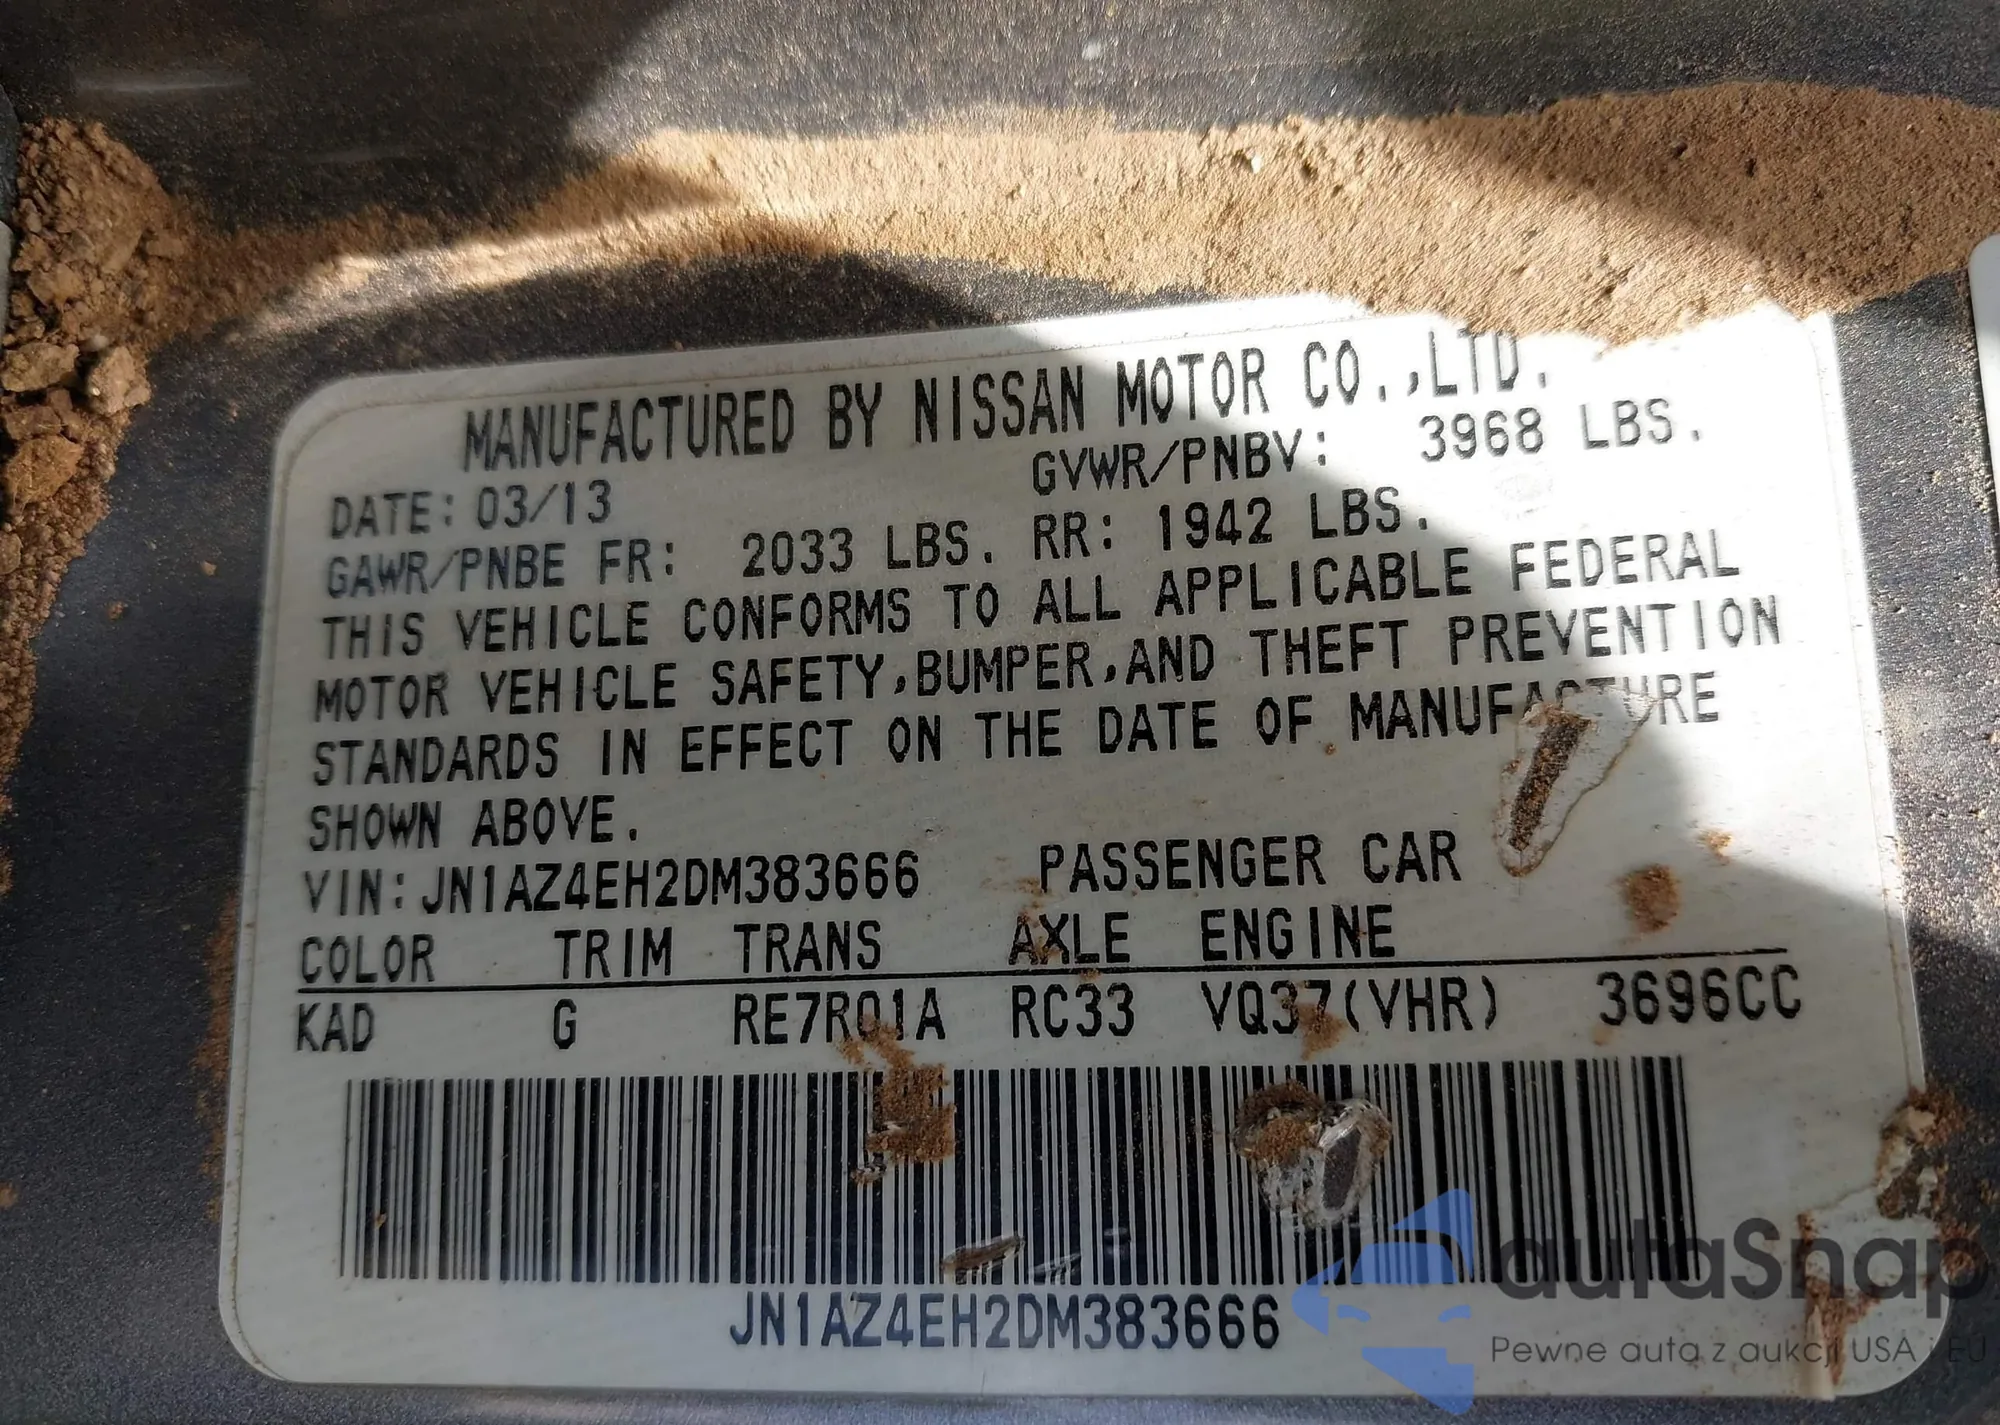 MANUFACTURED BY NISSAN MOTOR CO.,LTD.
DATE: 03/13 GVWR/PNBV: 3968 LBS.
GAWR/PNBE FR: 2033 LBS. RR: 1942 LBS.
THIS VEHICLE CONFORMS TO ALL APPLICABLE FEDERAL
MOTOR VEHICLE SAFETY,BUMPER,AND THEFT PREVENTION
STANDARDS IN EFFECT ON THE DATE OF MANUFACTURE
SHOWN ABOVE.
VIN: JN1AZ4EH2DM383666 PASSENGER CAR
COLOR TRIM TRANS AXLE ENGINE
KAD G RE7R01A RC33 VQ37(VHR) 3696CC
JN1AZ4EH2DM383666
autaSnap
Pewne auta z aukcji USA i EU